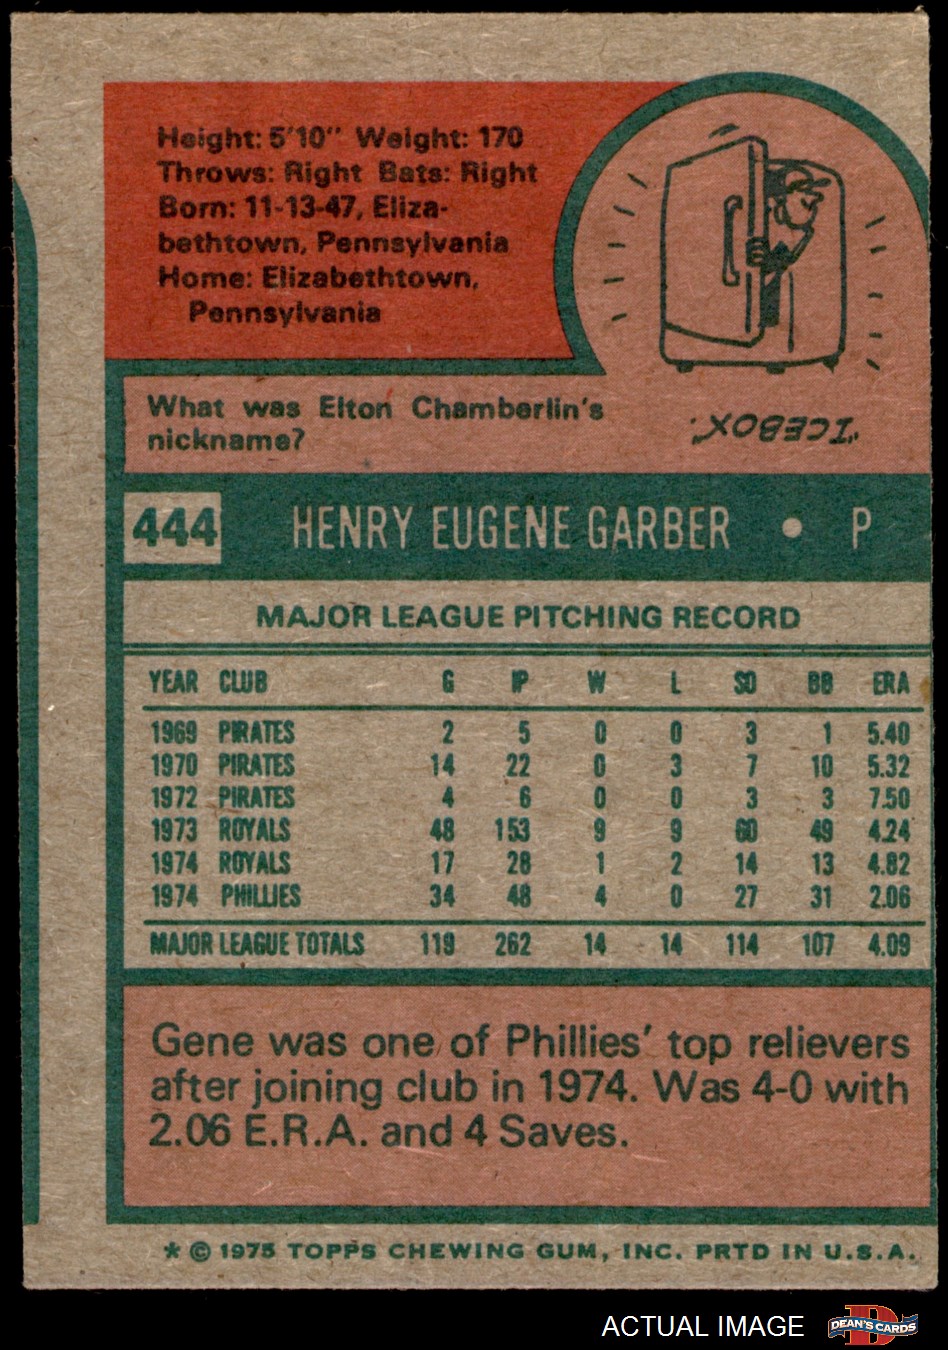 Height: 5'10" Weight: 170
Throws: Right Bats: Right
Born: 11-13-47, Eliza-
bethtown, Pennsylvania
Home: Elizabethtown,
Pennsylvania
What was Elton Chamberlin's
nickname?
"ICEBOX".
444 HENRY EUGENE GARBER • P
MAJOR LEAGUE PITCHING RECORD
YEAR CLUB G IP W L SO BB ERA
1969 PIRATES 2 5 0 0 3 1 5.40
1970 PIRATES 14 22 0 3 7 10 5.32
1972 PIRATES 4 6 0 0 3 3 7.50
1973 ROYALS 48 153 9 9 60 49 4.24
1974 ROYALS 17 28 1 2 14 13 4.82
1974 PHILLIES 34 48 4 0 27 31 2.06
MAJOR LEAGUE TOTALS 119 262 14 14 114 107 4.09
Gene was one of Phillies' top relievers
after joining club in 1974. Was 4-0 with
2.06 E.R.A. and 4 Saves.
* © 1975 TOPPS CHEWING GUM, INC. PRTD IN U.S.A.
ACTUAL IMAGE DEAN'S CARDS